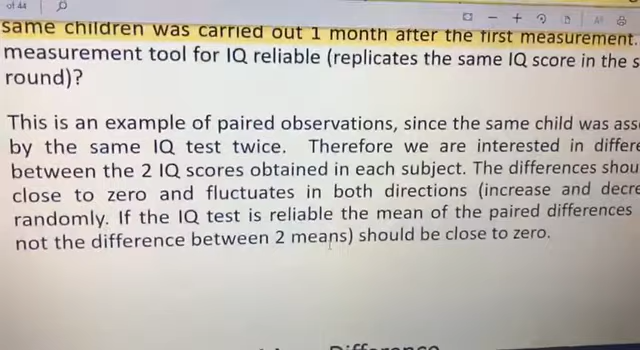 of 44
same children was carried out 1 month after the first measurement.
measurement tool for IQ reliable (replicates the same IQ score in the
round)?
This is an example of paired observations, since the same child was
by the same IQ test twice. Therefore we are interested in
between the 2 IQ scores obtained in each subject. The differences
close to zero and fluctuates in both directions (increase and
randomly. If the IQ test is reliable the mean of the paired differences
not the difference between 2 means) should be close to zero.
Difference